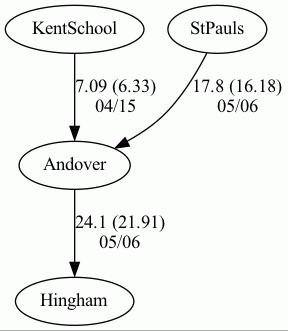 KentSchool
StPauls
7.09 (6.33)
04/15
17.8 (16.18)
05/06
Andover
24.1 (21.91)
05/06
Hingham